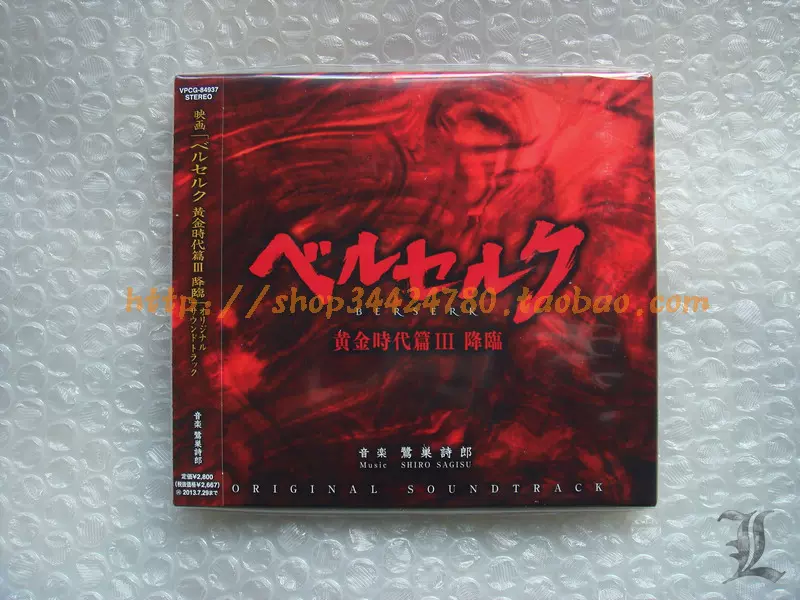 VPCG-84937
STEREO
映画「ベルセルク 黄金時代篇III 降臨」オリジナル
サウンドトラック
音楽 鷺巣詩郎
定価¥2,800
(税抜価格¥2,667)
2013.7.29まで
ベルセルク
BERSERK
黄金時代篇III 降臨
音楽 鷺巣詩郎
Music SHIRO SAGISU
ORIGINAL SOUNDTRACK
http://shop34424780.taobao.com
L